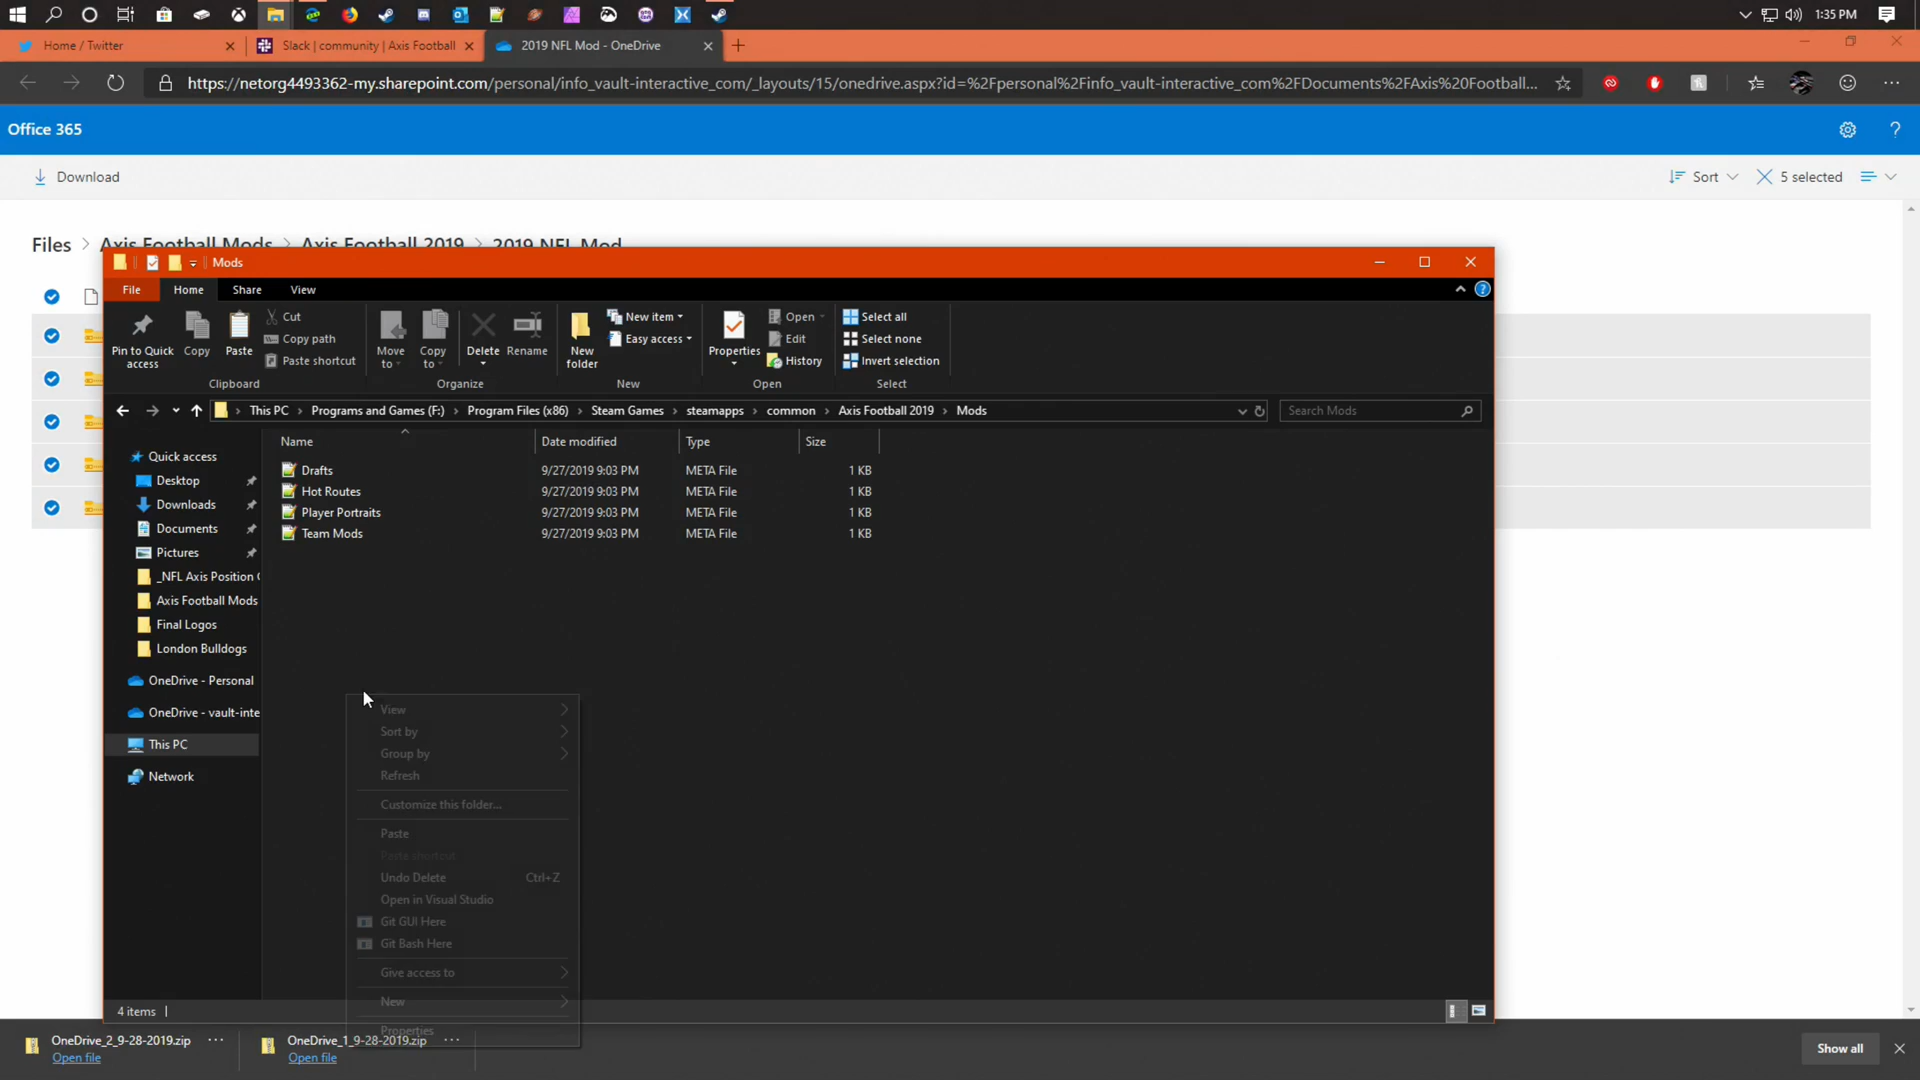 1:35 PM
Home / Twitter
Slack | community | Axis Football
2019 NFL Mod - OneDrive
https://netorg4493362-my.sharepoint.com/personal/info_vault-interactive_com/_layouts/15/onedrive.aspx?id=%2Fpersonal%2Finfo_vault-interactive_com%2FDocuments%2FAxis%20Football...
Office 365
?
Download
Sort
5 selected
Files > Axis Football Mods > Axis Football 2019 > 2019 NFL Mod
Mods
File
Home
Share
View
Pin to Quick access
Copy
Paste
Cut
Copy path
Paste shortcut
Clipboard
Move to
Copy to
Delete
Rename
Organize
New folder
New item
Easy access
New
Properties
Open
Edit
History
Open
Select all
Select none
Invert selection
Select
This PC > Programs and Games (F:) > Program Files (x86) > Steam Games > steamapps > common > Axis Football 2019 > Mods
Search Mods
Name
Date modified
Type
Size
Drafts 9/27/2019 9:03 PM META File 1 KB
Hot Routes 9/27/2019 9:03 PM META File 1 KB
Player Portraits 9/27/2019 9:03 PM META File 1 KB
Team Mods 9/27/2019 9:03 PM META File 1 KB
Quick access
Desktop
Downloads
Documents
Pictures
_NFL Axis Position
Axis Football Mods
Final Logos
London Bulldogs
OneDrive - Personal
OneDrive - vault-inte
This PC
Network
View
Sort by
Group by
Refresh
Customize this folder...
Paste
Paste shortcut
Undo Delete Ctrl+Z
Open in Visual Studio
Git GUI Here
Git Bash Here
Give access to
New
Properties
4 items
OneDrive_2_9-28-2019.zip
Open file
OneDrive_1_9-28-2019.zip
Open file
Show all